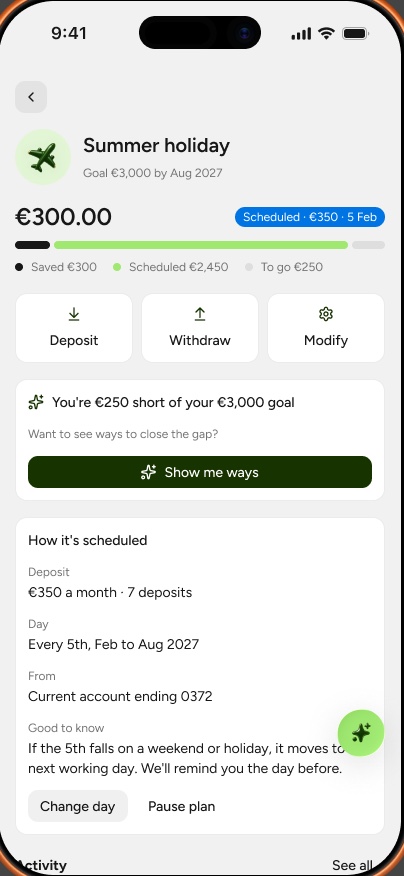 9:41
Summer holiday
Goal €3,000 by Aug 2027
€300.00
Scheduled · €350 · 5 Feb
Saved €300 Scheduled €2,450 To go €250
Deposit Withdraw Modify
You're €250 short of your €3,000 goal
Want to see ways to close the gap?
Show me ways
How it's scheduled
Deposit
€350 a month · 7 deposits
Day
Every 5th, Feb to Aug 2027
From
Current account ending 0372
Good to know
If the 5th falls on a weekend or holiday, it moves to
next working day. We'll remind you the day before.
Change day Pause plan
Activity See all